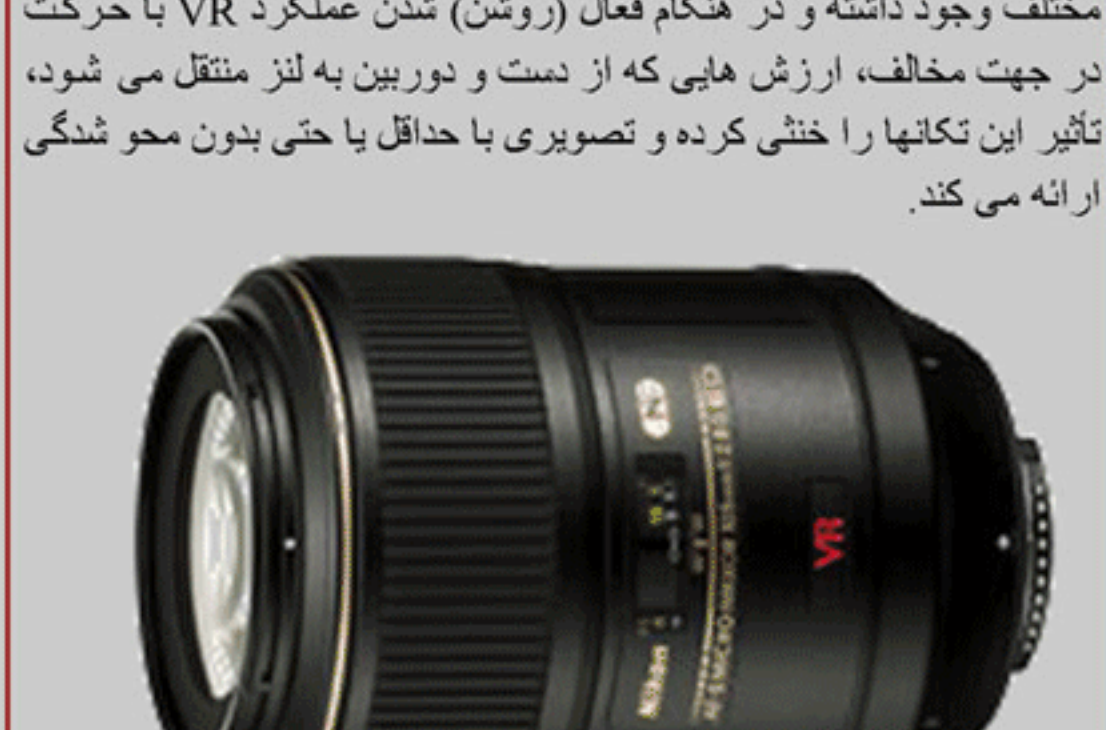 مختلف وجود داشته و در هنگام فعال (روشن) شدن عملکرد VR با حرکت
در جهت مخالف، ارزش هایی که از دست و دوربین به لنز منتقل می شود،
تأثیر این تکانها را خنثی کرده و تصویری با حداقل یا حتی بدون محو شدگی
ارائه می کند.
VR
Nikon